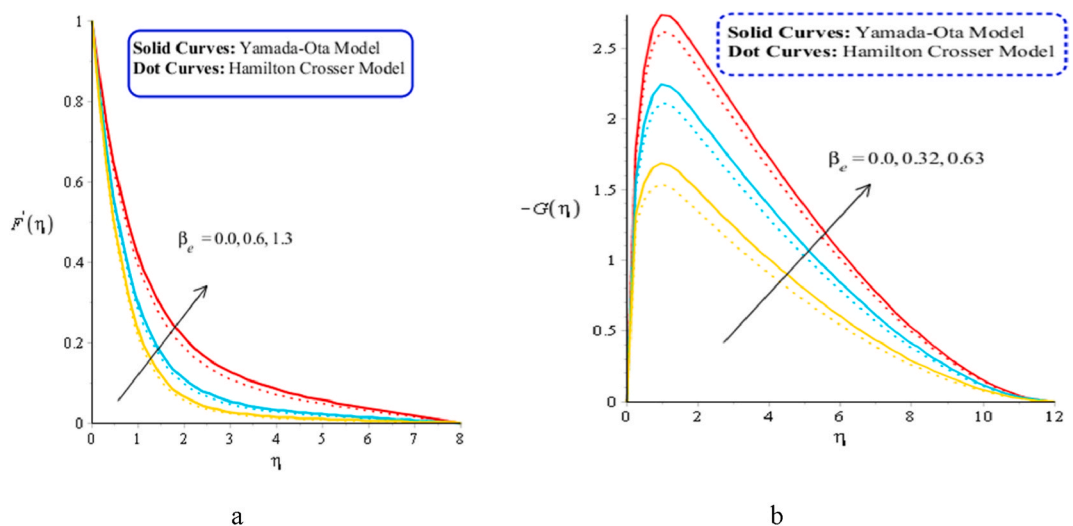 Solid Curves: Yamada-Ota Model
Dot Curves: Hamilton Crosser Model
1
0.8
0.6
F'(η)
βe = 0.0, 0.6, 1.3
0.4
0.2
0
0 1 2 3 4 5 6 7 8
η
a
Solid Curves: Yamada-Ota Model
Dot Curves: Hamilton Crosser Model
2.5
2
βe = 0.0, 0.32, 0.63
1.5
-G(η)
1
0.5
0
0 2 4 6 8 10 12
η
b